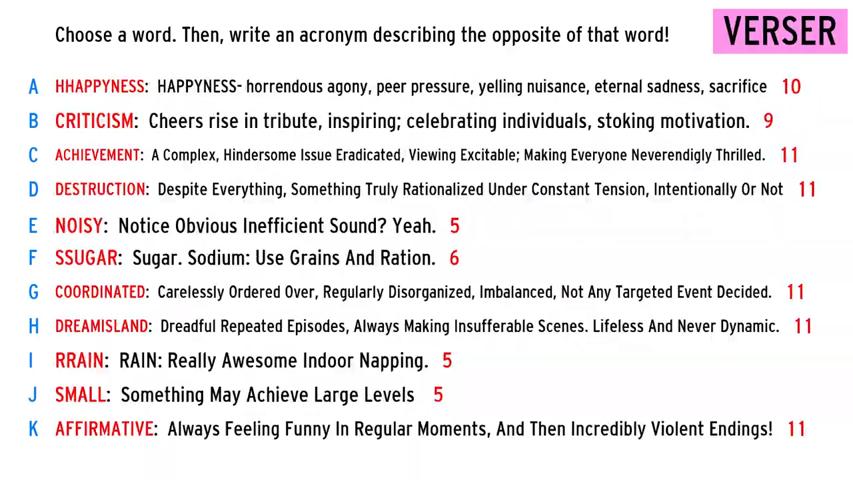 Choose a word. Then, write an acronym describing the opposite of that word!
VERSER
A HHAPPYNESS: HAPPYNESS- horrendous agony, peer pressure, yelling nuisance, eternal sadness, sacrifice 10
B CRITICISM: Cheers rise in tribute, inspiring; celebrating individuals, stoking motivation. 9
C ACHIEVEMENT: A Complex, Hindersome Issue Eradicated, Viewing Excitable; Making Everyone Neverendigly Thrilled. 11
D DESTRUCTION: Despite Everything, Something Truly Rationalized Under Constant Tension, Intentionally Or Not 11
E NOISY: Notice Obvious Inefficient Sound? Yeah. 5
F SSUGAR: Sugar. Sodium: Use Grains And Ration. 6
G COORDINATED: Carelessly Ordered Over, Regularly Disorganized, Imbalanced, Not Any Targeted Event Decided. 11
H DREAMISLAND: Dreadful Repeated Episodes, Always Making Insufferable Scenes. Lifeless And Never Dynamic. 11
I RRAIN: RAIN: Really Awesome Indoor Napping. 5
J SMALL: Something May Achieve Large Levels 5
K AFFIRMATIVE: Always Feeling Funny In Regular Moments, And Then Incredibly Violent Endings! 11